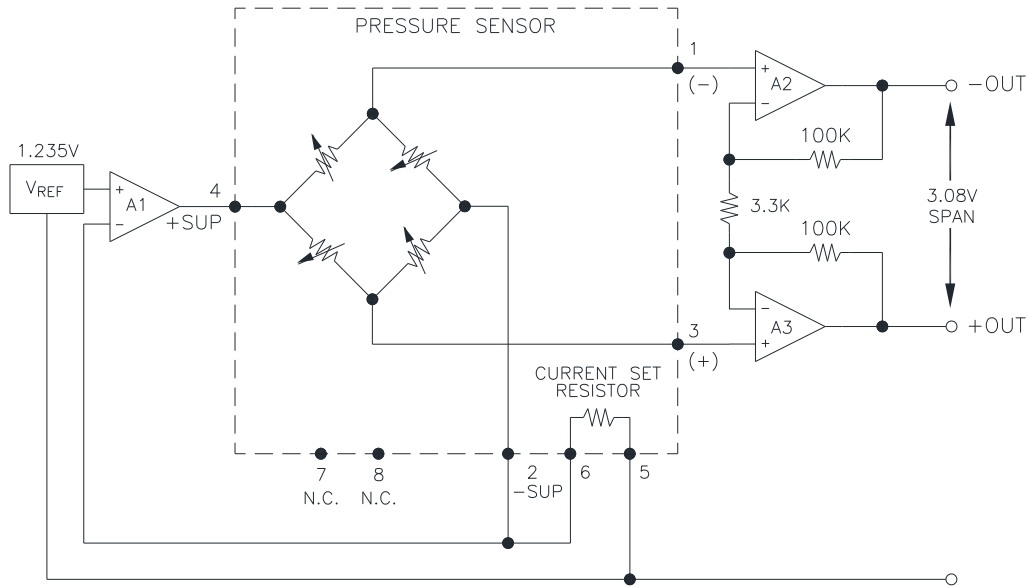 PRESSURE SENSOR
1
(-)
+
A2
-
-OUT
100K
1.235V
VREF
+
A1
-
4
+SUP
3.3K
3.08V
SPAN
100K
-
A3
+
+OUT
3
(+)
CURRENT SET
RESISTOR
7
N.C.
8
N.C.
2
-SUP
6
5